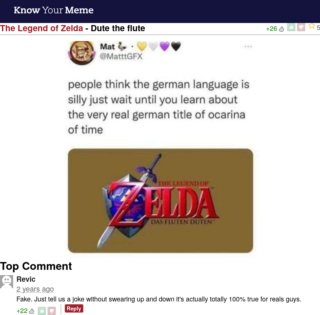 Know Your Meme
The Legend of Zelda - Dute the flute
+26
5
Mat
@MatttGFX
people think the german language is
silly just wait until you learn about
the very real german title of ocarina
of time
THE LEGEND OF
ZELDA
DAS FLUTEN DUTEN
Top Comment
Revic
2 years ago
Fake. Just tell us a joke without swearing up and down it's actually totally 100% true for reals guys.
+22
Reply